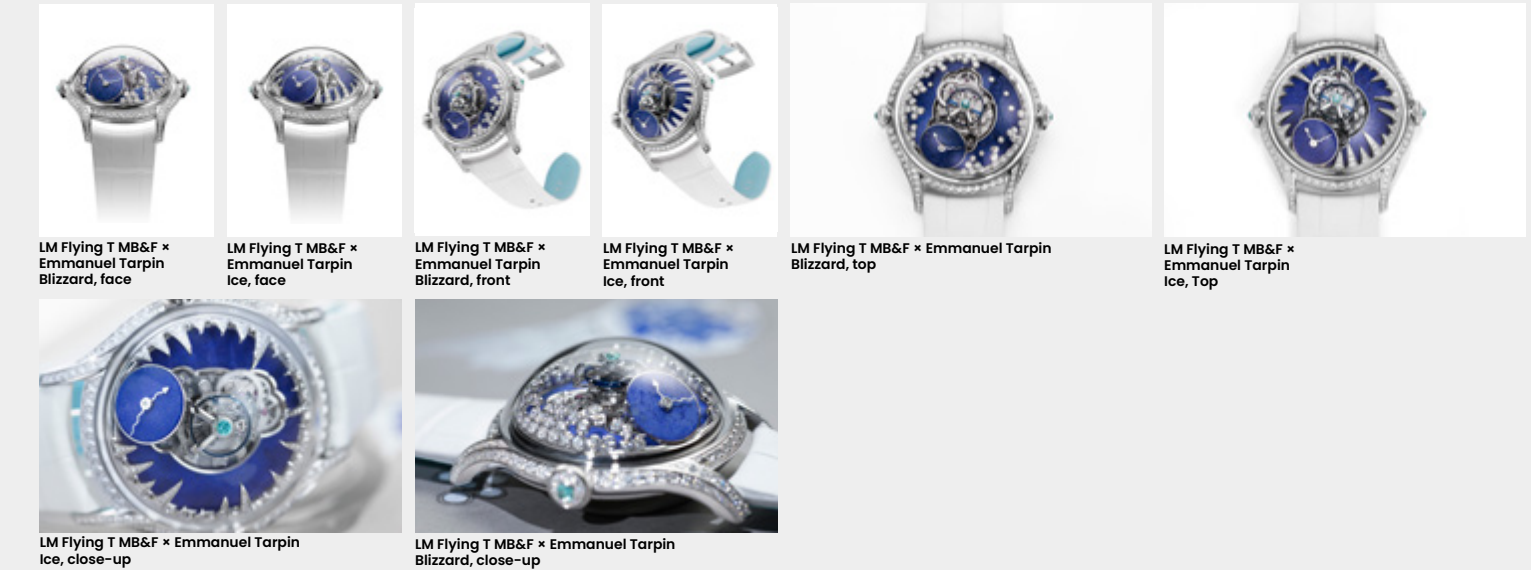 LM Flying T MB&F ×
Emmanuel Tarpin
Blizzard, face
LM Flying T MB&F ×
Emmanuel Tarpin
Ice, face
LM Flying T MB&F ×
Emmanuel Tarpin
Blizzard, front
LM Flying T MB&F ×
Emmanuel Tarpin
Ice, front
LM Flying T MB&F × Emmanuel Tarpin
Blizzard, top
LM Flying T MB&F ×
Emmanuel Tarpin
Ice, Top
LM Flying T MB&F × Emmanuel Tarpin
Ice, close-up
LM Flying T MB&F × Emmanuel Tarpin
Blizzard, close-up